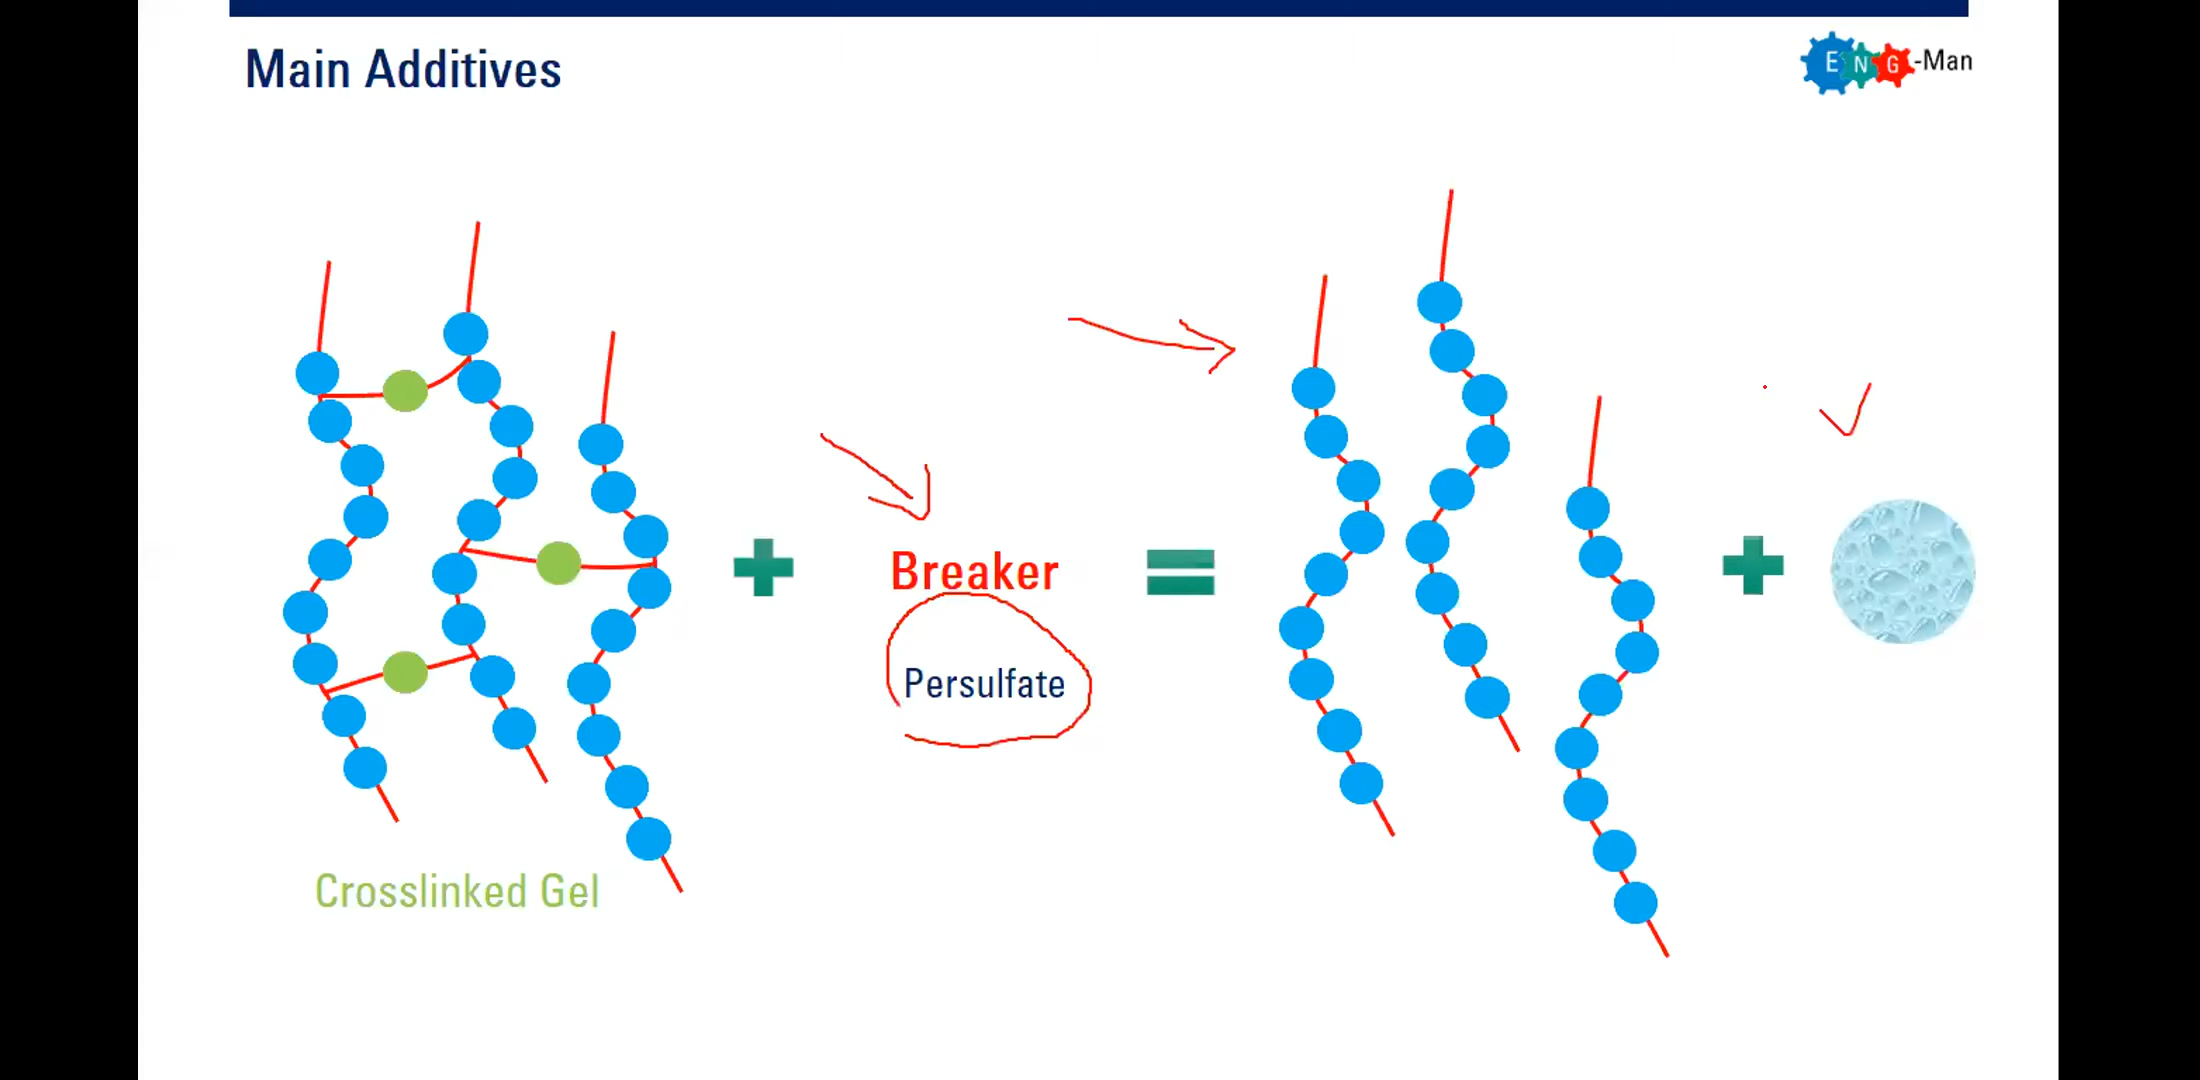 Main Additives
ENG-Man
Breaker
Persulfate
Crosslinked Gel